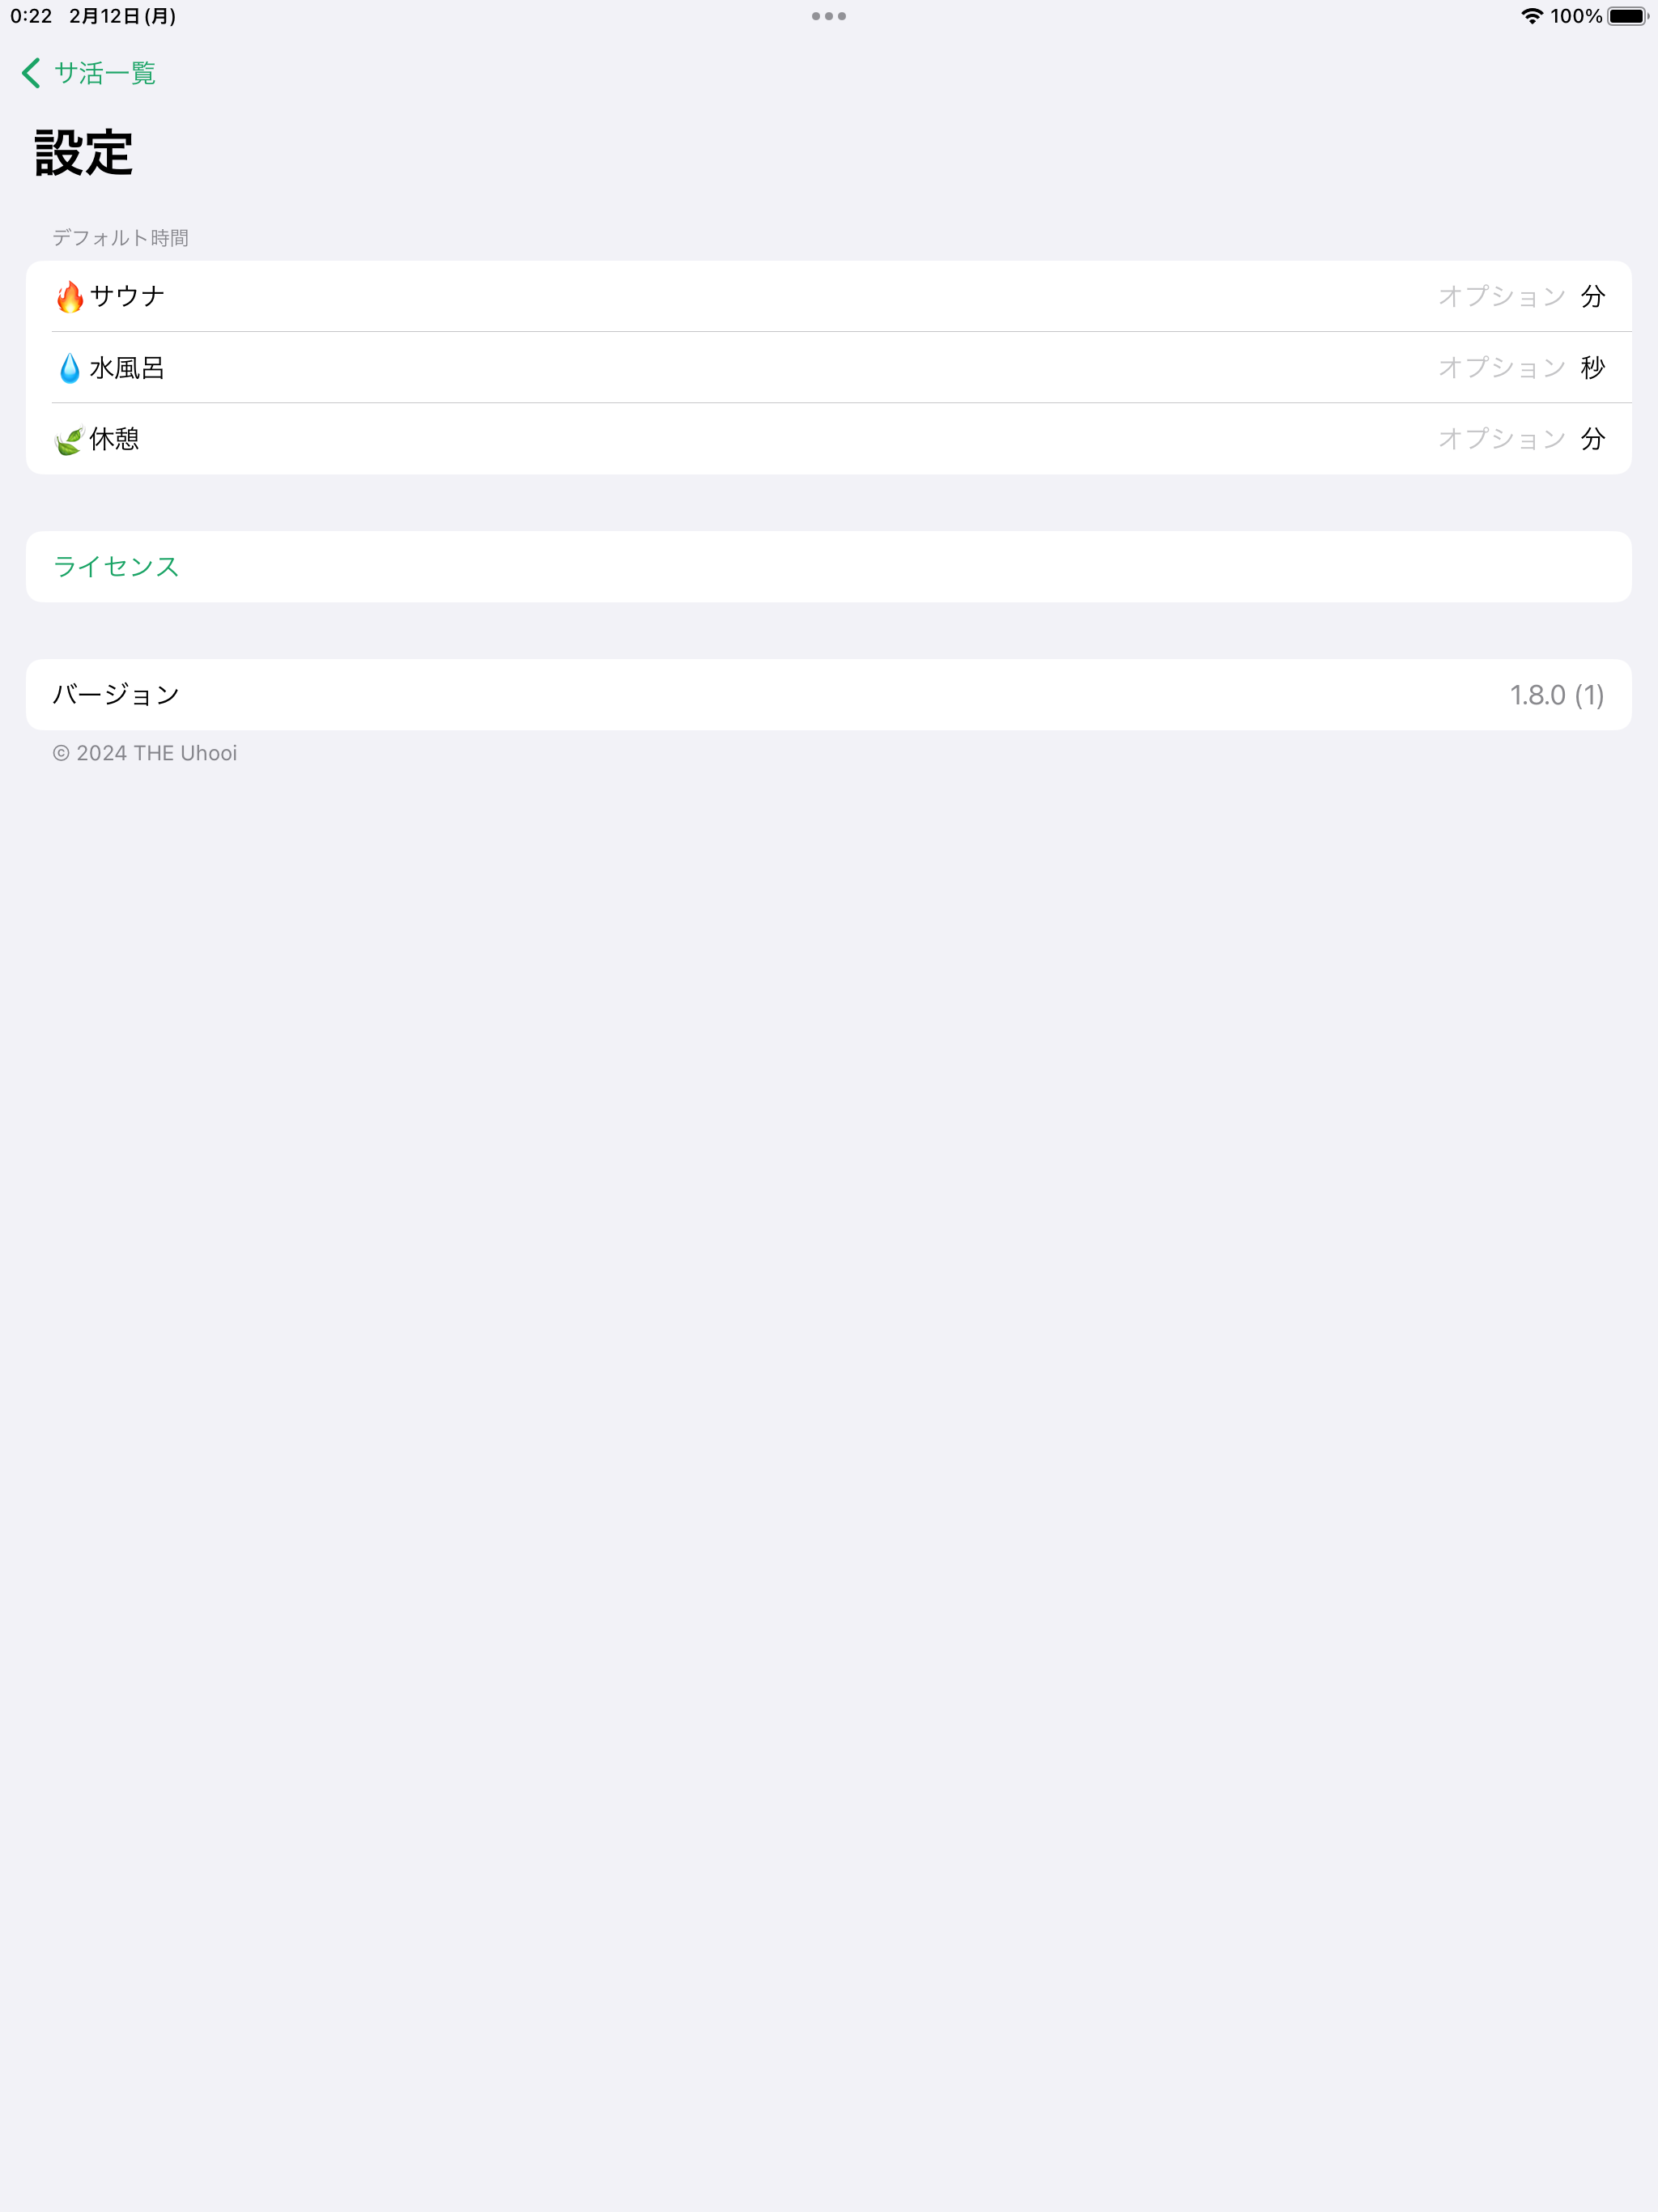 0:22 2月12日(月)
100%
サ活一覧
設定
デフォルト時間
🔥サウナ オプション 分
💧水風呂 オプション 秒
🍃休憩 オプション 分
ライセンス
バージョン 1.8.0 (1)
© 2024 THE Uhooi